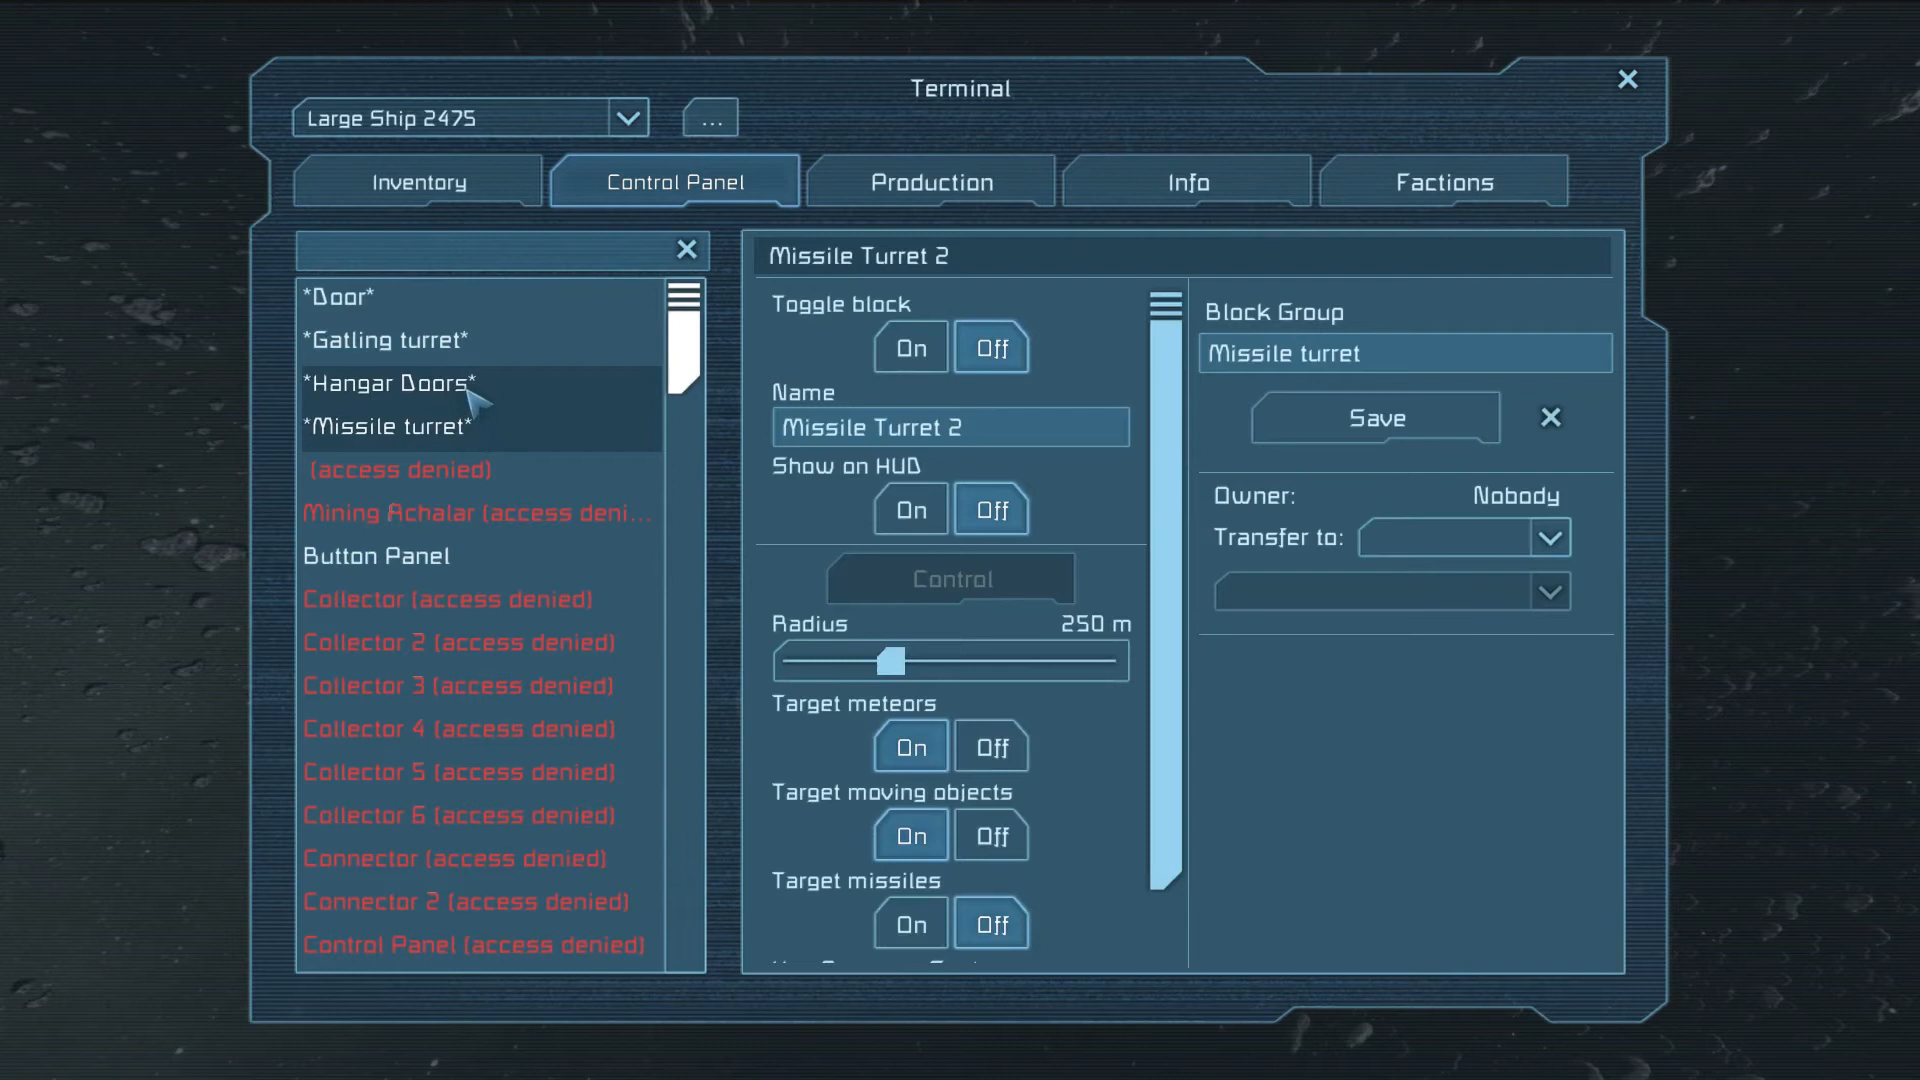 Terminal
Large Ship 2475
...
Inventory
Control Panel
Production
Info
Factions
*Door*
*Gatling turret*
*Hangar Doors*
*Missile turret*
(access denied)
Mining Achalar (access deni...
Button Panel
Collector (access denied)
Collector 2 (access denied)
Collector 3 (access denied)
Collector 4 (access denied)
Collector 5 (access denied)
Collector 6 (access denied)
Connector (access denied)
Connector 2 (access denied)
Control Panel (access denied)
Missile Turret 2
Toggle block
On Off
Name
Missile Turret 2
Show on HUD
On Off
Control
Radius 250 m
Target meteors
On Off
Target moving objects
On Off
Target missiles
On Off
Block Group
Missile turret
Save
Owner: Nobody
Transfer to: